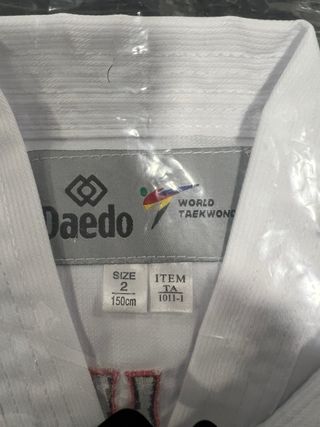 Daedo
WORLD
TAEKWONDO
SIZE
2
150cm
ITEM
TA
1011-1